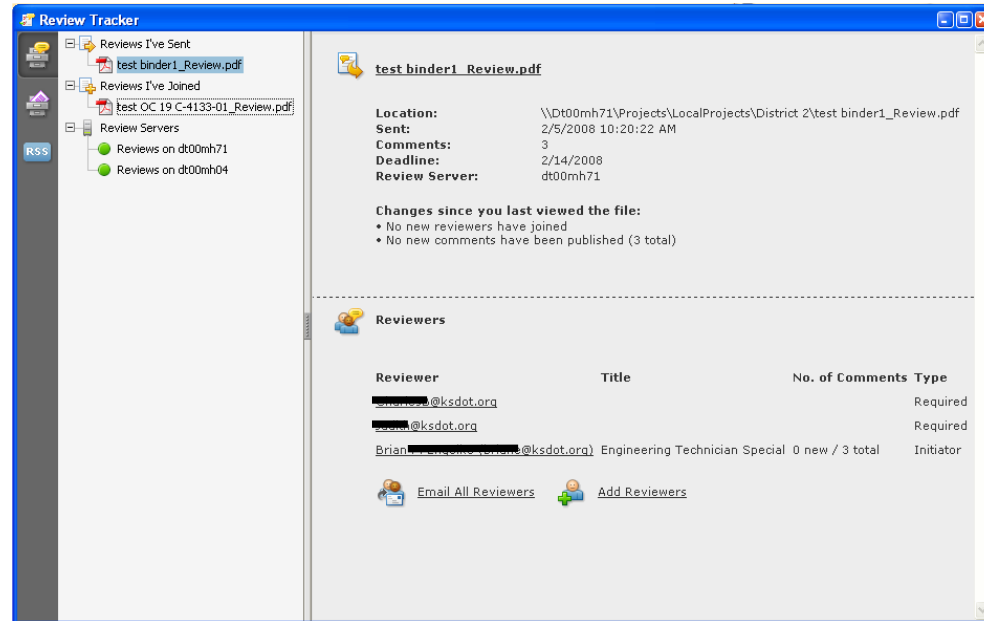 Review Tracker
Reviews I've Sent
test binder1_Review.pdf
Reviews I've Joined
test OC 19 C-4133-01_Review.pdf
Review Servers
RSS
Reviews on dt00mh71
Reviews on dt00mh04
test binder1_Review.pdf
Location: \\Dt00mh71\Projects\LocalProjects\District 2\test binder1_Review.pdf
Sent: 2/5/2008 10:20:22 AM
Comments: 3
Deadline: 2/14/2008
Review Server: dt00mh71
Changes since you last viewed the file:
• No new reviewers have joined
• No new comments have been published (3 total)
Reviewers
Reviewer Title No. of Comments Type
@ksdot.org Required
@ksdot.org Required
Brian @ksdot.org) Engineering Technician Special 0 new / 3 total Initiator
Email All Reviewers Add Reviewers